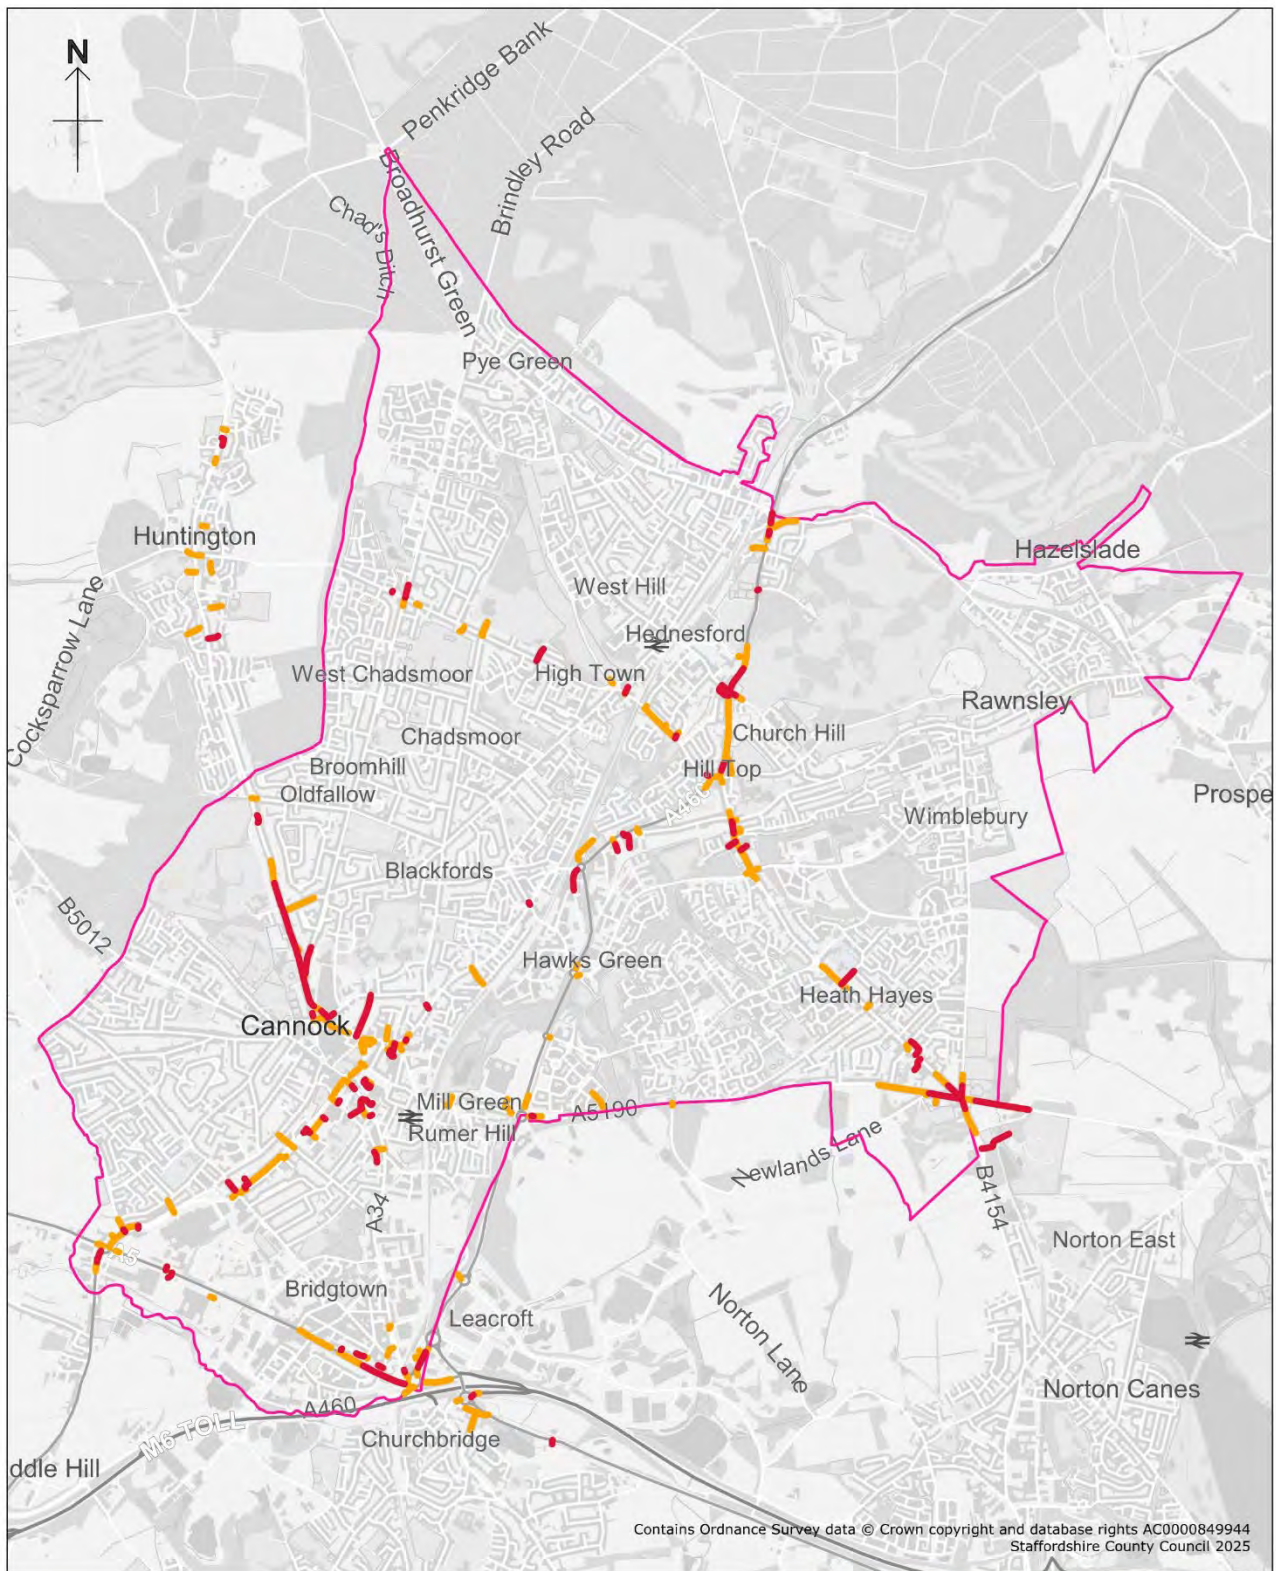 N
Penkridge Bank
Broadhurst Green
Brindley Road
Chad's Ditch
Pye Green
Huntington
Hazelslade
Cocksparrow Lane
West Hill
Hednesford
West Chadsmoor
High Town
Rawnsley
Chadsmoor
Church Hill
Broomhill
Hill Top
Oldfallow
Prospe
A460
Wimblebury
Blackfords
B5012
Hawks Green
Heath Hayes
Cannock
Mill Green
A5190
Rumer Hill
Newlands Lane
A34
B4154
Norton East
A5
Bridgtown
Leacroft
Norton Lane
Norton Canes
A460
M6 TOLL
Churchbridge
ddle Hill
Contains Ordnance Survey data © Crown copyright and database rights AC0000849944
Staffordshire County Council 2025